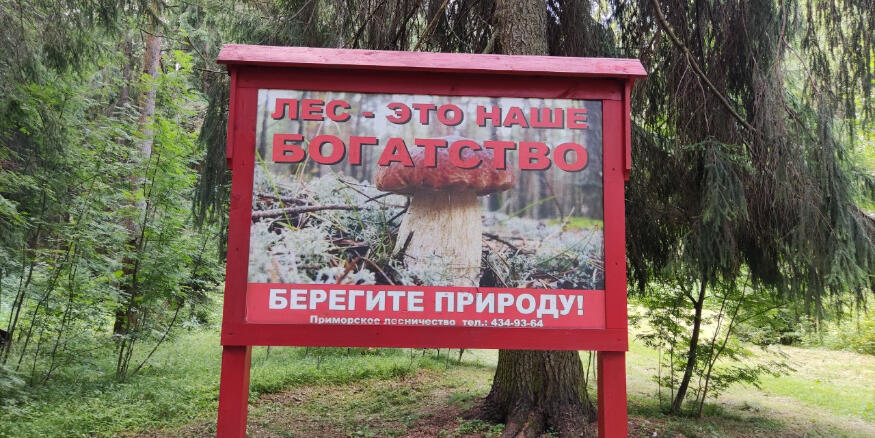 ЛЕС - ЭТО НАШЕ
БОГАТСТВО
БЕРЕГИТЕ ПРИРОДУ!
Приморское лесничество тел.: 434-93-64